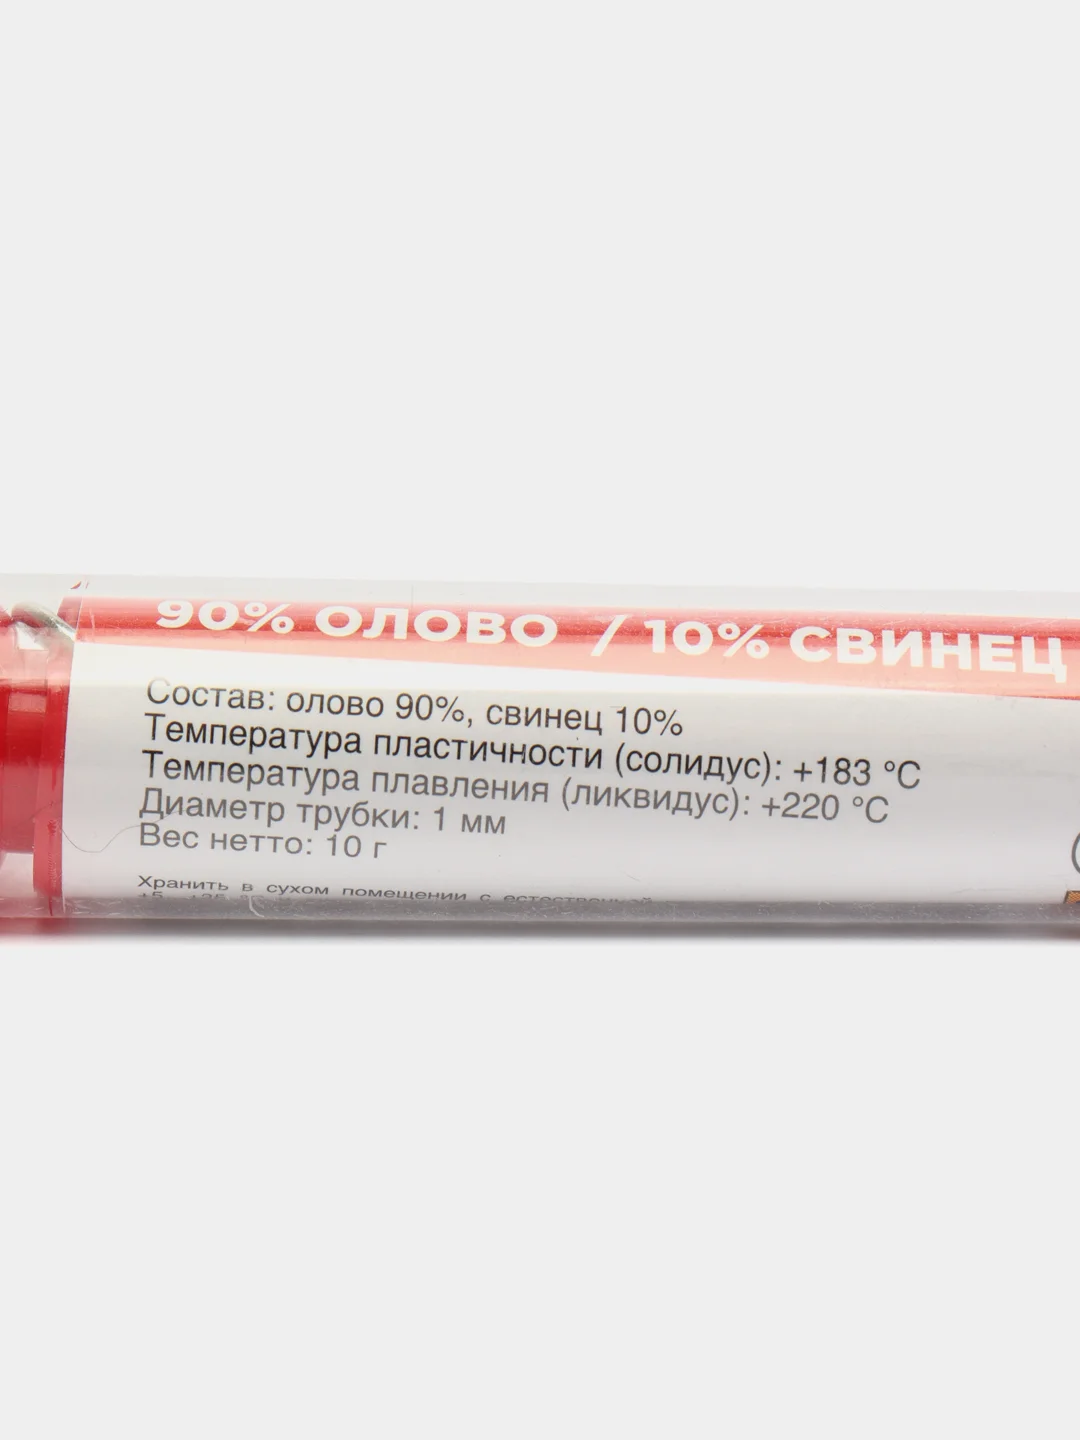 90% ОЛОВО / 10% СВИНЕЦ
Состав: олово 90%, свинец 10%
Температура пластичности (солидус): +183 °С
Температура плавления (ликвидус): +220 °С
Диаметр трубки: 1 мм
Вес нетто: 10 г
Хранить в сухом помещении с естественной